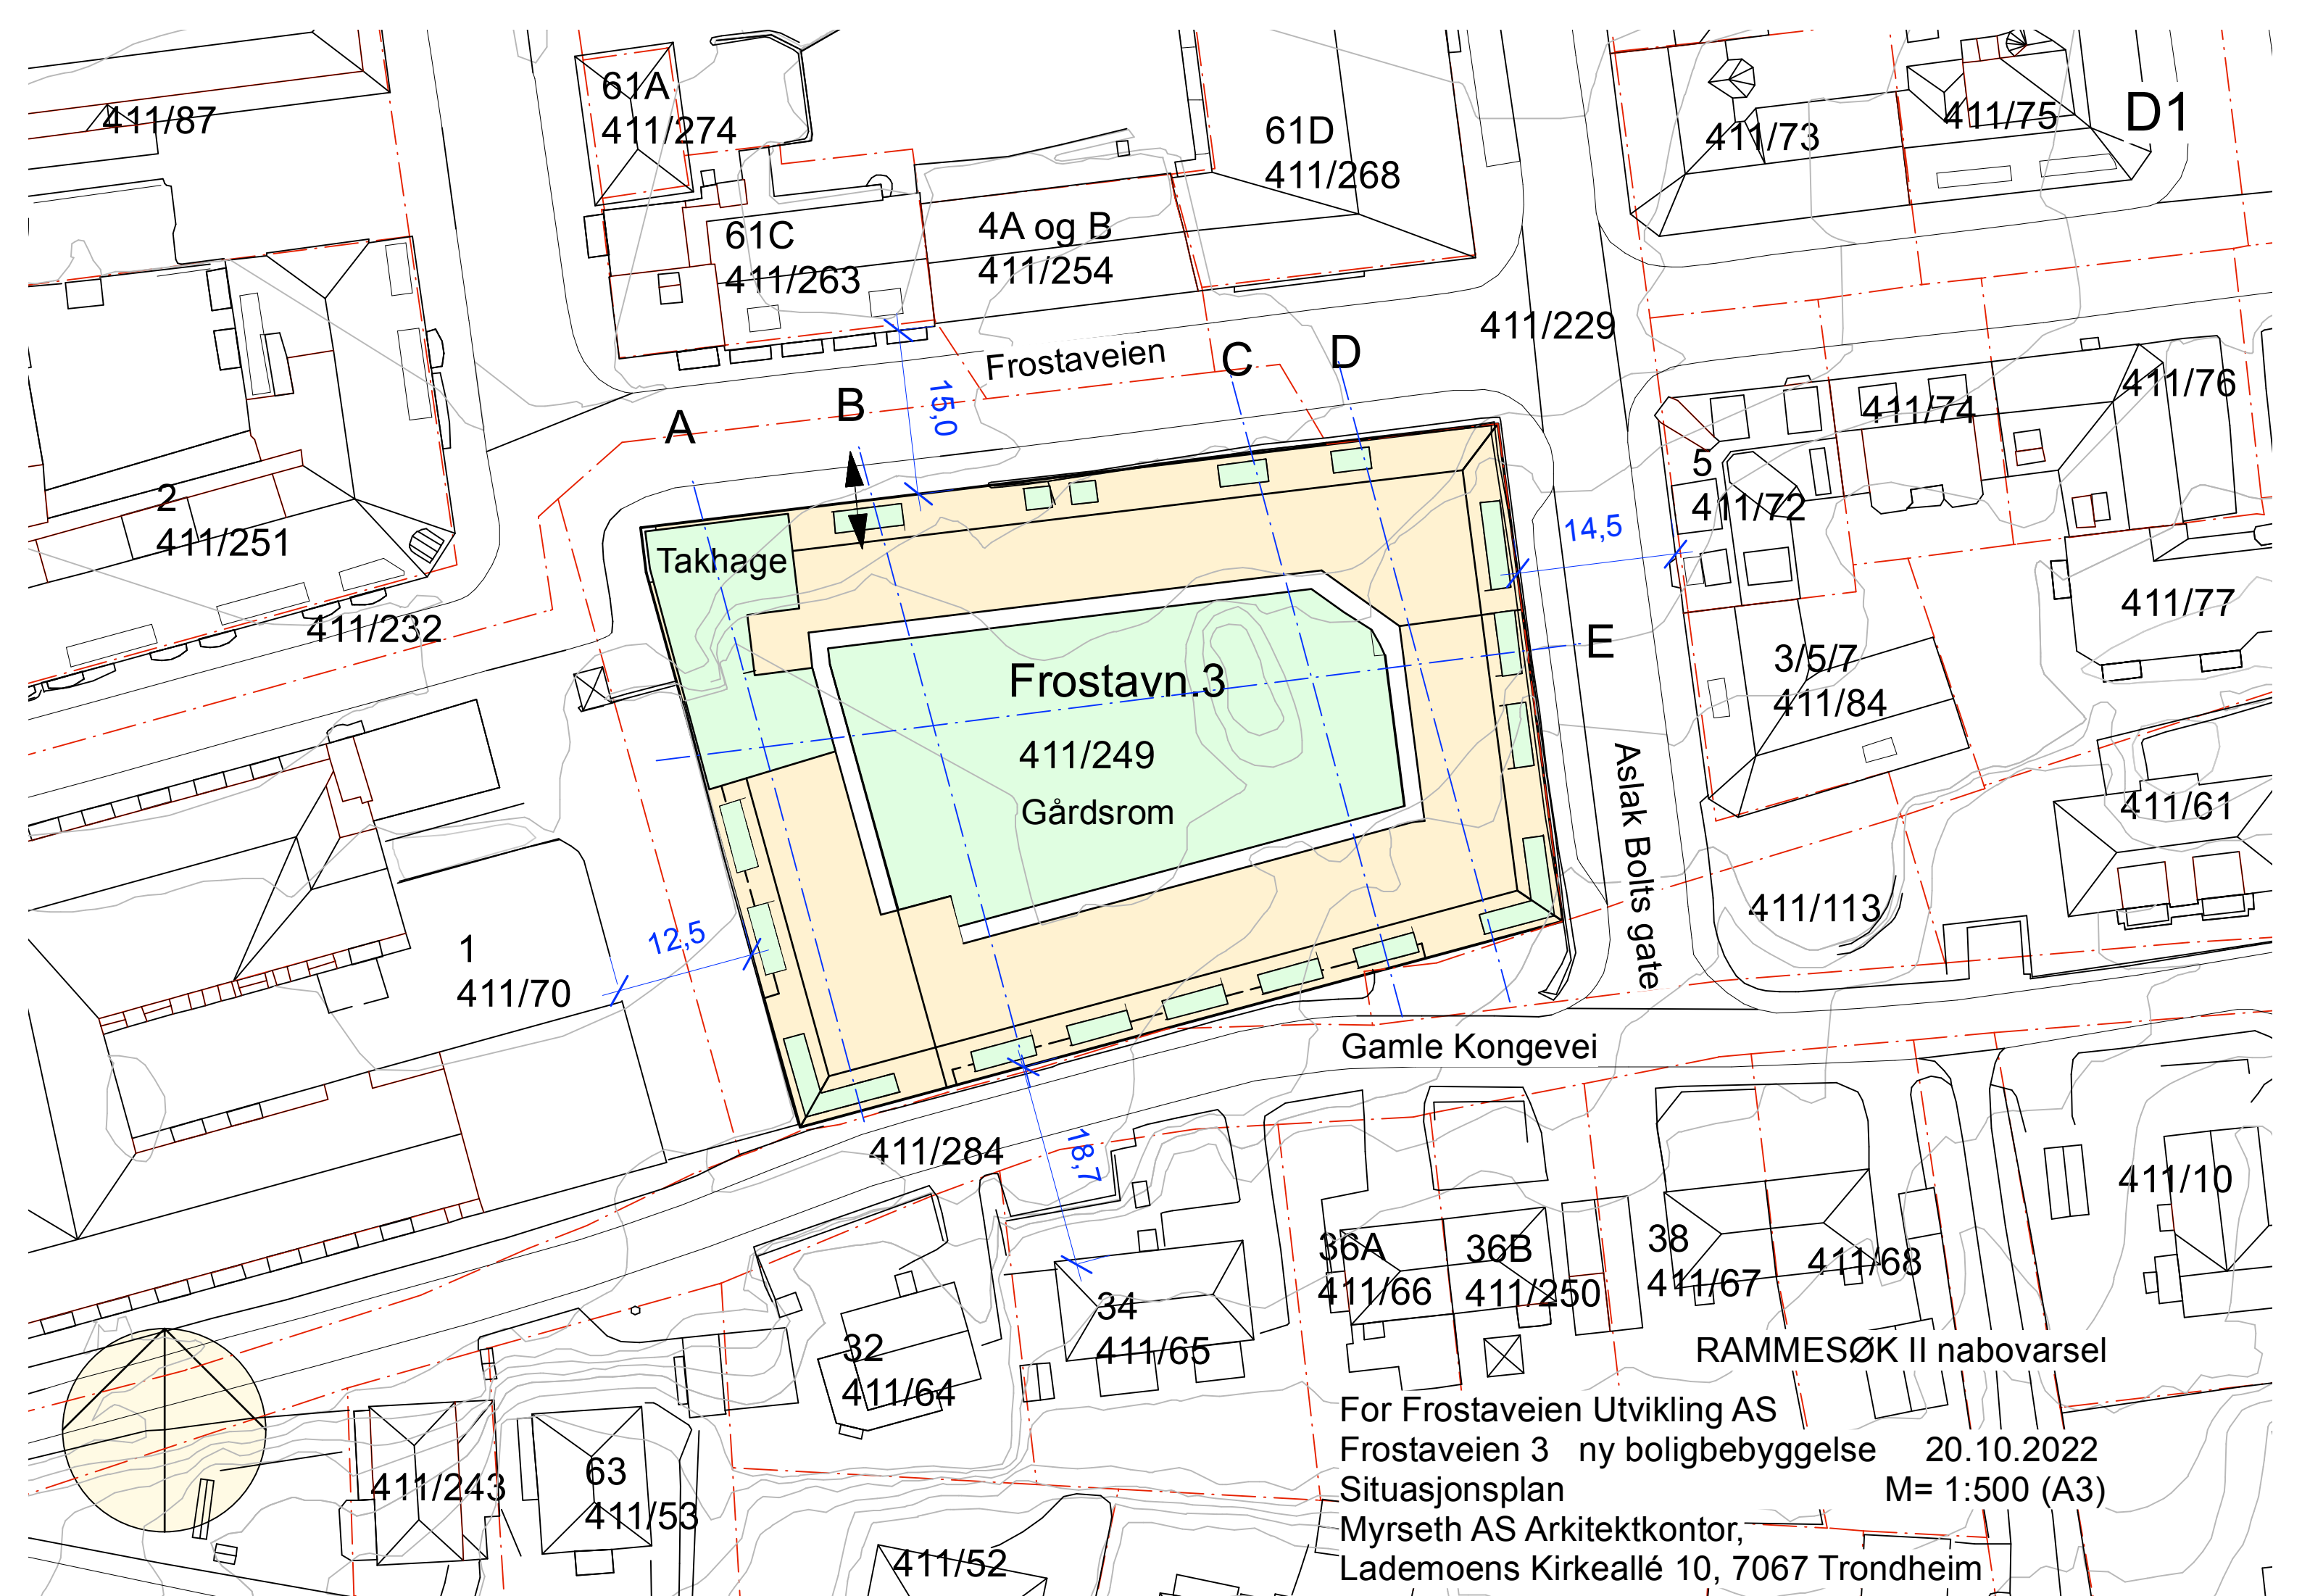 61A
411/274
411/87
61D
411/268
411/73
411/75
D1
61C
411/263
4A og B
411/254
411/229
Frostaveien
C
D
B
A
15,0
411/76
411/74
5
411/72
2
411/251
14,5
Takhage
411/232
411/77
E
3/5/7
411/84
Frostavn.3
411/249
Gårdsrom
Aslak Bolts gate
411/61
411/113
12,5
1
411/70
Gamle Kongevei
411/284
18,7
411/10
36A
411/66
36B
411/250
38
411/67
411/68
34
411/65
32
411/64
RAMMESØK II nabovarsel
For Frostaveien Utvikling AS
Frostaveien 3 ny boligbebyggelse 20.10.2022
Situasjonsplan M= 1:500 (A3)
Myrseth AS Arkitektkontor,
Lademoens Kirkeallé 10, 7067 Trondheim
411/243
63
411/53
411/52